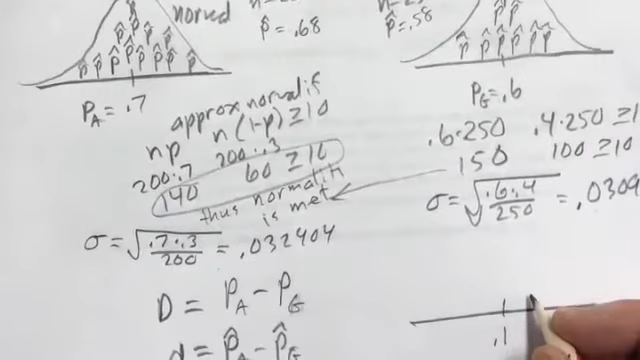 normal
p̂ = .68
p̂ = .58
p̂ p̂ p̂ p̂ p̂ p̂ p̂
p̂ p̂ p̂ p̂ p̂ p̂
P_A = .7
P_G = .6
approx normal if
np n(1-p) ≥ 10
200·.7 200·.3
140 60 ≥ 10
thus normality
is met
.6·250 .4·250 ≥ 1
150 100 ≥ 10
σ = √(.6·.4/250) = .0309
σ = √(.7·.3/200) = .032404
D = P_A - P_G
d = p̂_A - p̂_G
.1